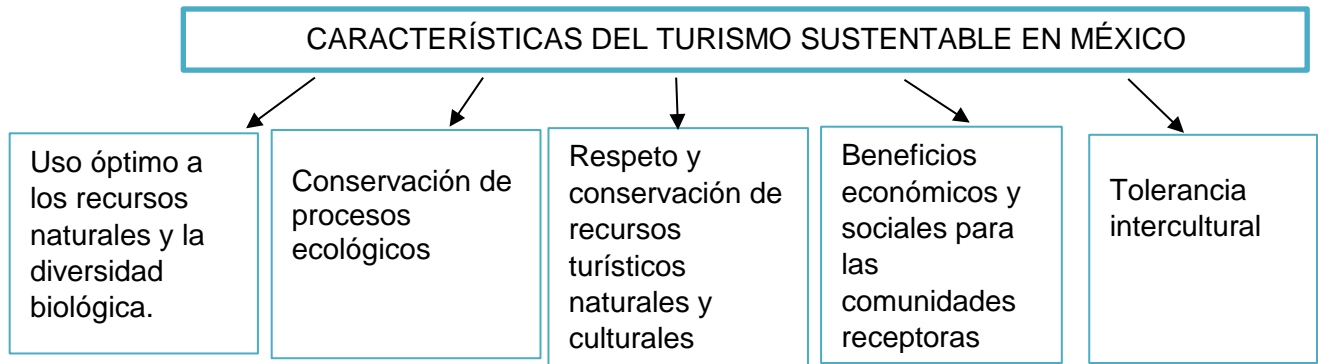 CARACTERÍSTICAS DEL TURISMO SUSTENTABLE EN MÉXICO
Uso óptimo a
los recursos
naturales y la
diversidad
biológica.
Conservación de
procesos
ecológicos
Respeto y
conservación de
recursos
turísticos
naturales y
culturales
Beneficios
económicos y
sociales para
las
comunidades
receptoras
Tolerancia
intercultural